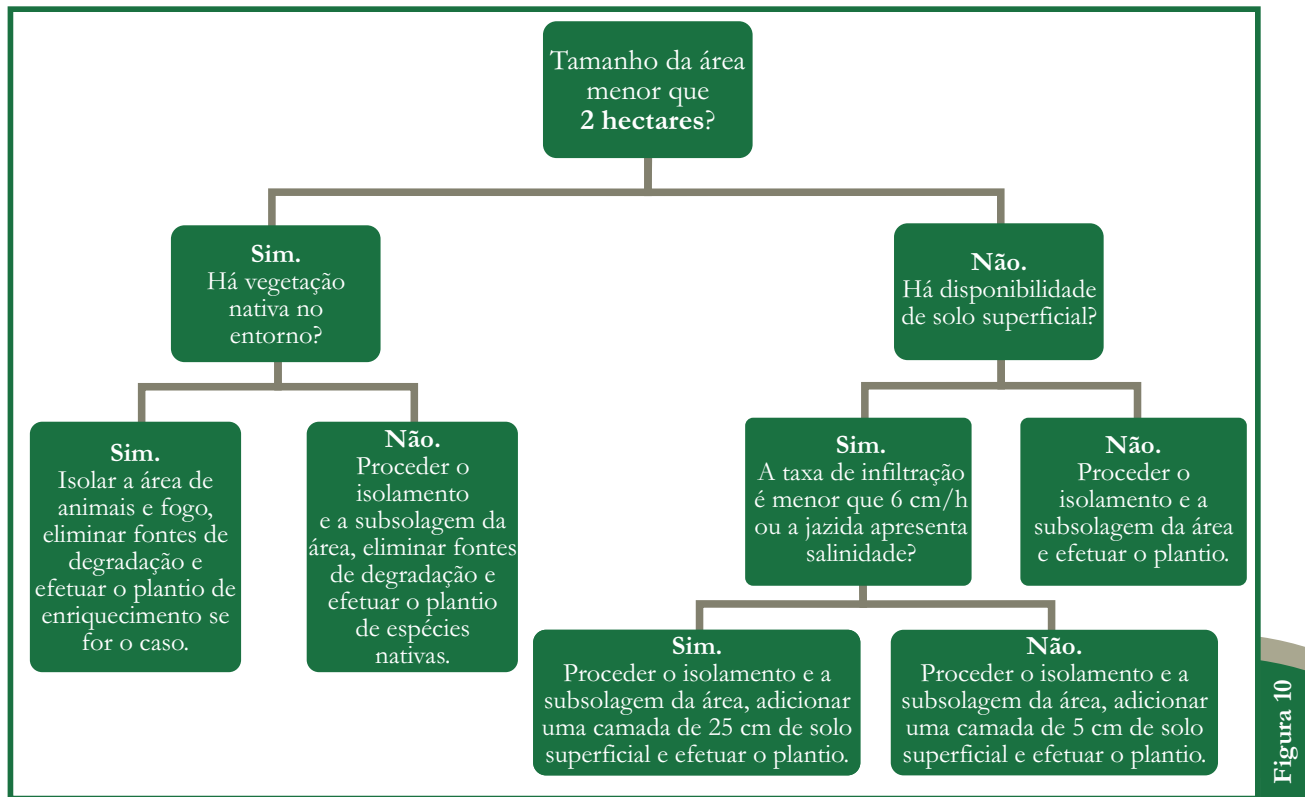 Tamanho da área
menor que
2 hectares?
Sim.
Há vegetação
nativa no
entorno?
Não.
Há disponibilidade
de solo superficial?
Sim.
Isolar a área de
animais e fogo,
eliminar fontes de
degradação e
efetuar o plantio de
enriquecimento se
for o caso.
Não.
Proceder o
isolamento
e a subsolagem da
área, eliminar fontes
de degradação e
efetuar o plantio
de espécies
nativas.
Sim.
A taxa de infiltração
é menor que 6 cm/h
ou a jazida apresenta
salinidade?
Não.
Proceder o
isolamento e a
subsolagem da área
e efetuar o plantio.
Sim.
Proceder o isolamento e a
subsolagem da área, adicionar
uma camada de 25 cm de solo
superficial e efetuar o plantio.
Não.
Proceder o isolamento e a
subsolagem da área, adicionar
uma camada de 5 cm de solo
superficial e efetuar o plantio.
Figura 10